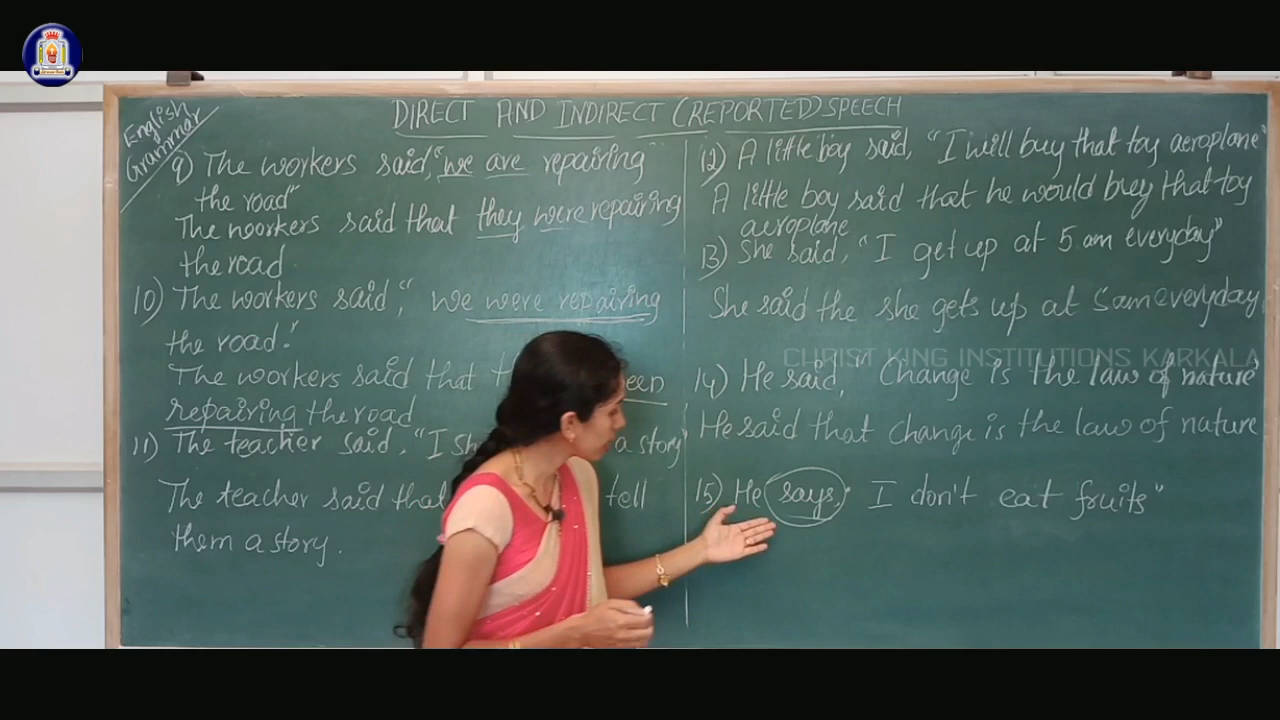 English
Grammar
DIRECT AND INDIRECT (REPORTED) SPEECH
9) The workers said, "we are repairing
the road"
The workers said that they were repairing
the road.
10) The workers said, "we were repairing
the road."
The workers said that een
repairing the road
11) The teacher said, "I sh a story"
The teacher said that tell
them a story.
12) A little boy said, "I will buy that toy aeroplane"
A little boy said that he would buy that toy
aeroplane
13) She said, "I get up at 5 am everyday"
She said the she gets up at 5am everyday.
CHRIST KING INSTITUTIONS KARKALA
14) He said, "Change is the law of nature"
He said that change is the law of nature
15) He says, I don't eat fruits"